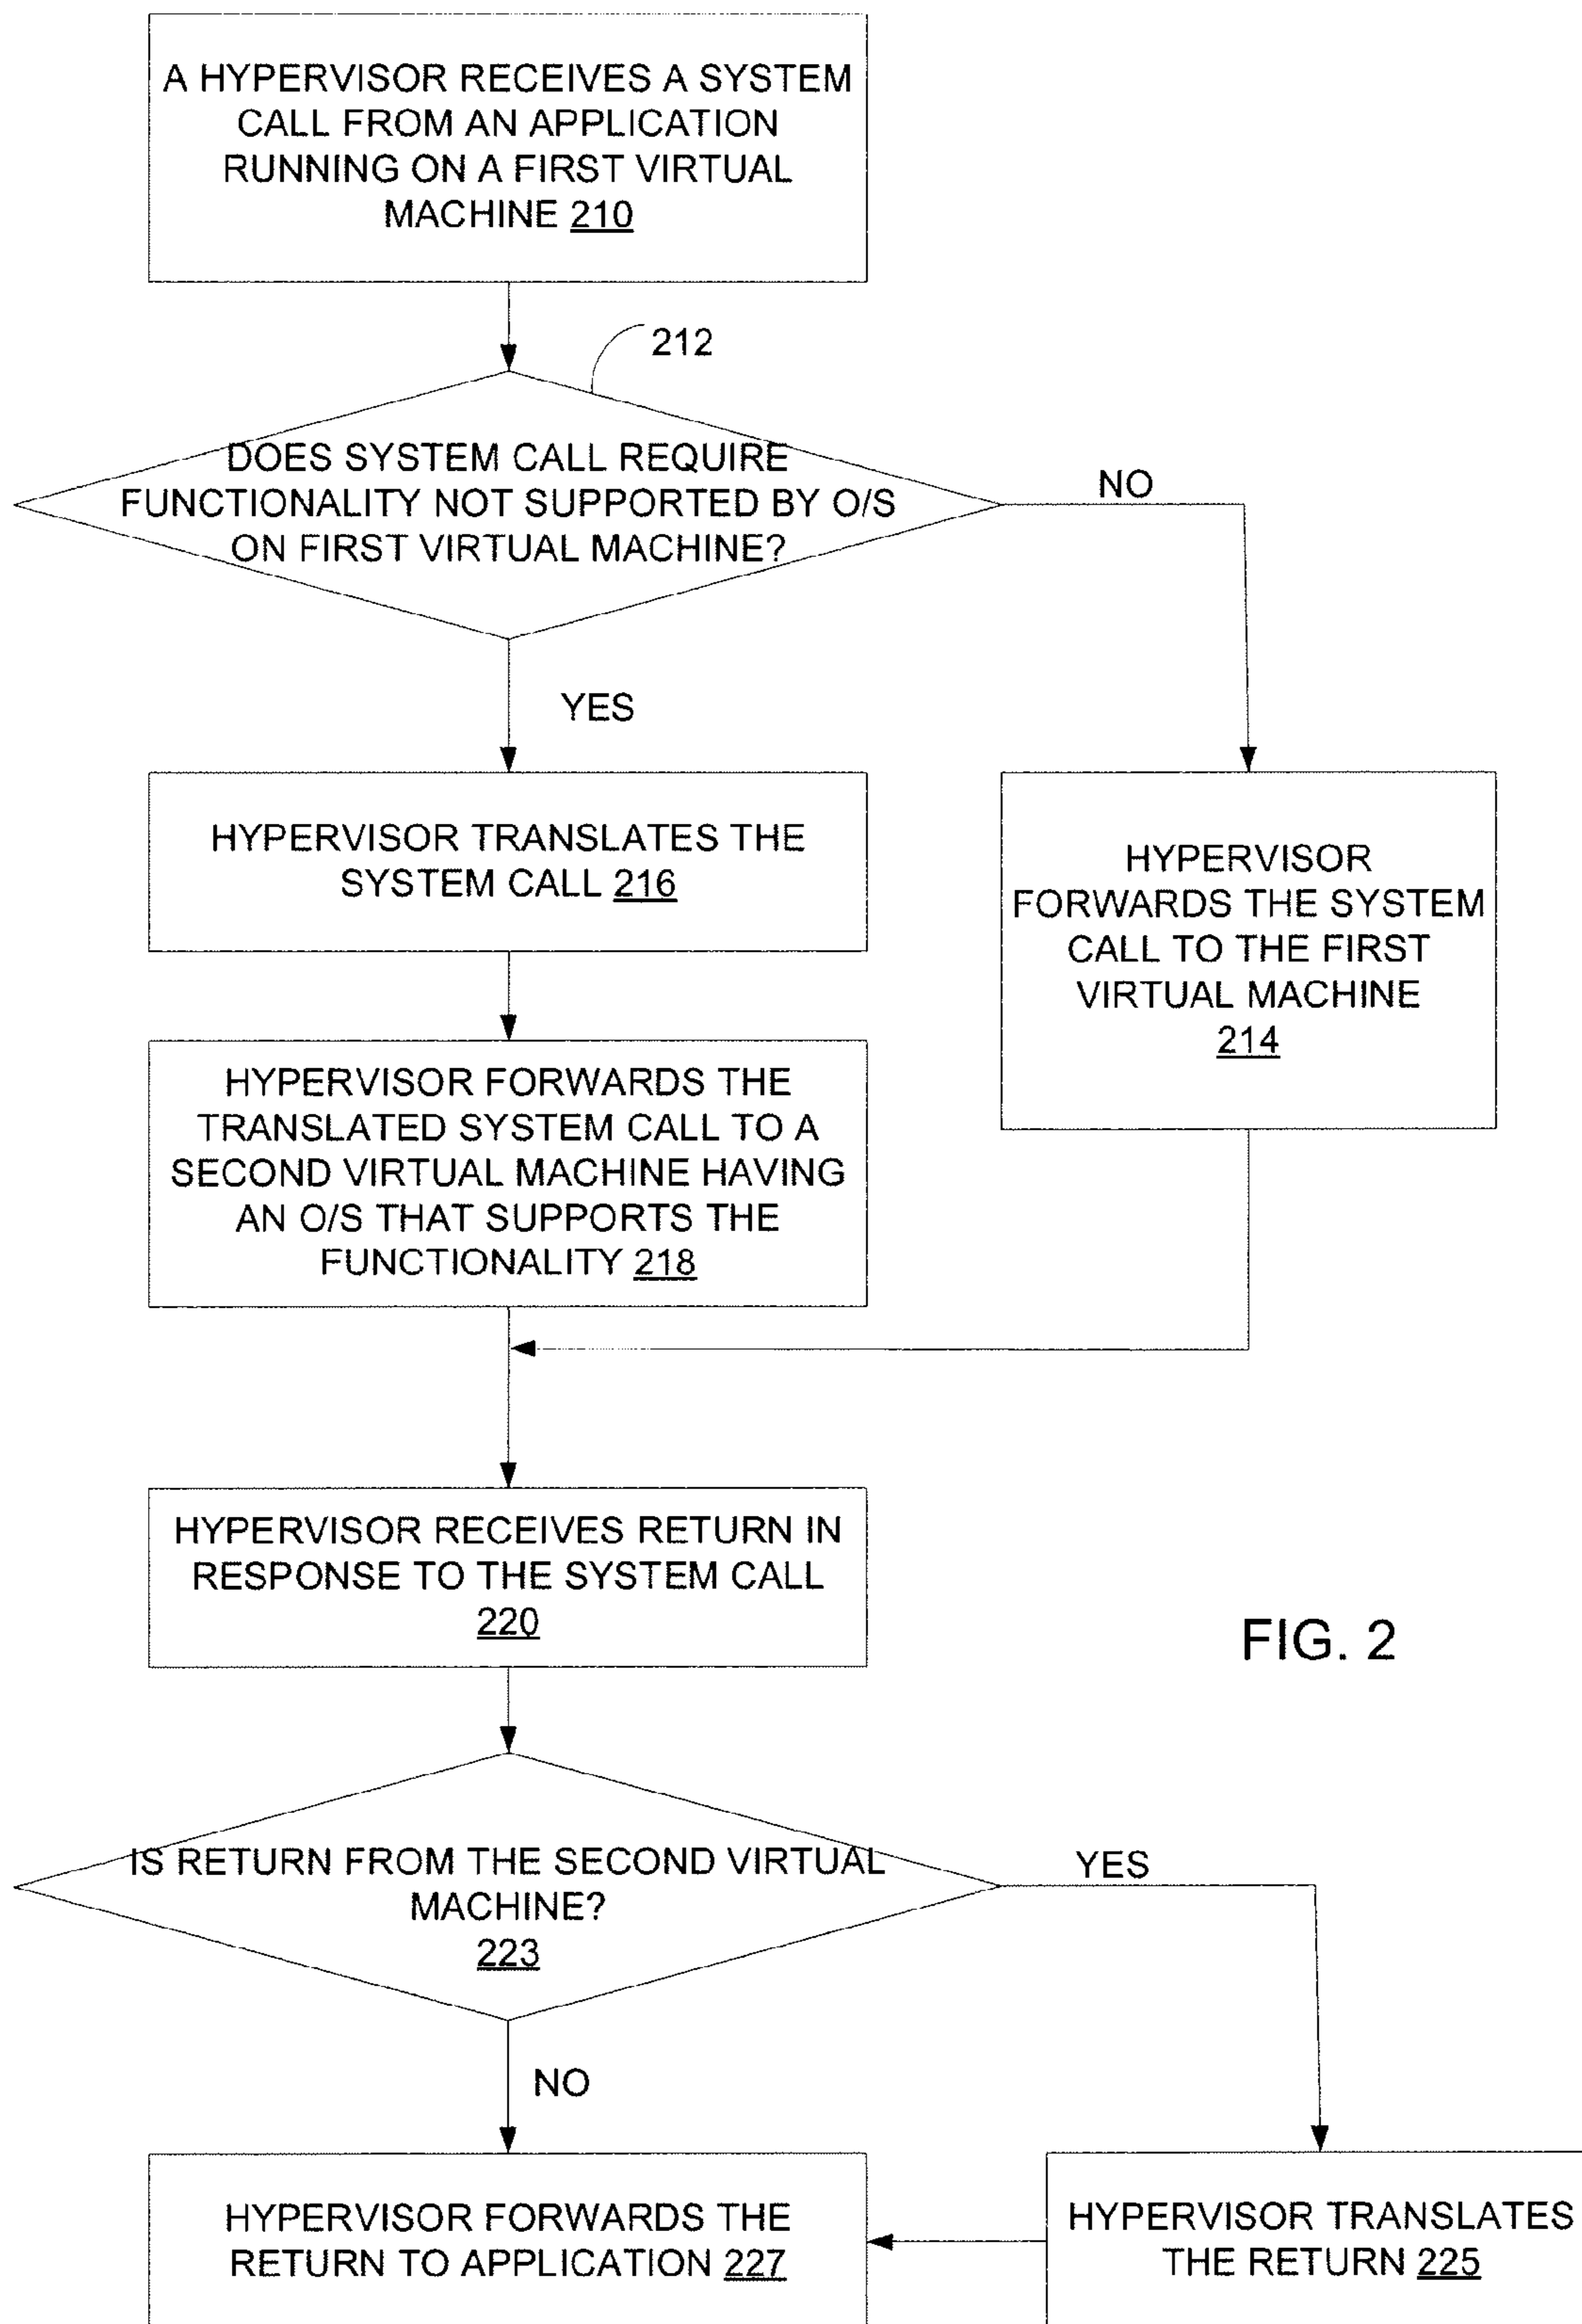 A HYPERVISOR RECEIVES A SYSTEM
CALL FROM AN APPLICATION
RUNNING ON A FIRST VIRTUAL
MACHINE 210
212
DOES SYSTEM CALL REQUIRE
FUNCTIONALITY NOT SUPPORTED BY O/S
ON FIRST VIRTUAL MACHINE?
NO
YES
HYPERVISOR TRANSLATES THE
SYSTEM CALL 216
HYPERVISOR
FORWARDS THE SYSTEM
CALL TO THE FIRST
VIRTUAL MACHINE
214
HYPERVISOR FORWARDS THE
TRANSLATED SYSTEM CALL TO A
SECOND VIRTUAL MACHINE HAVING
AN O/S THAT SUPPORTS THE
FUNCTIONALITY 218
HYPERVISOR RECEIVES RETURN IN
RESPONSE TO THE SYSTEM CALL
220
FIG. 2
IS RETURN FROM THE SECOND VIRTUAL
MACHINE?
223
YES
NO
HYPERVISOR FORWARDS THE
RETURN TO APPLICATION 227
HYPERVISOR TRANSLATES
THE RETURN 225